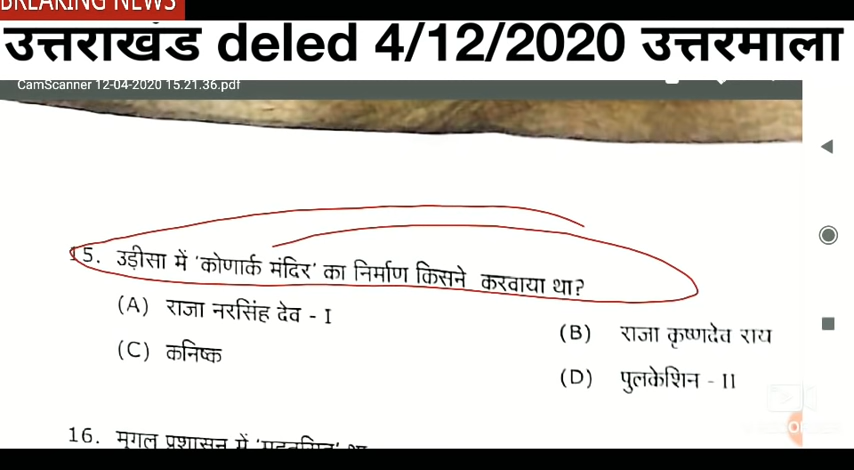 BREAKING NEWS
उत्तराखंड deled 4/12/2020 उत्तरमाला
CamScanner 12-04-2020 15.21.36.pdf
15. उड़ीसा में 'कोणार्क मंदिर' का निर्माण किसने करवाया था?
(A) राजा नरसिंह देव - I
(B) राजा कृष्णदेव राय
(C) कनिष्क
(D) पुलकेशिन - II
16. मुगल प्रशासन में